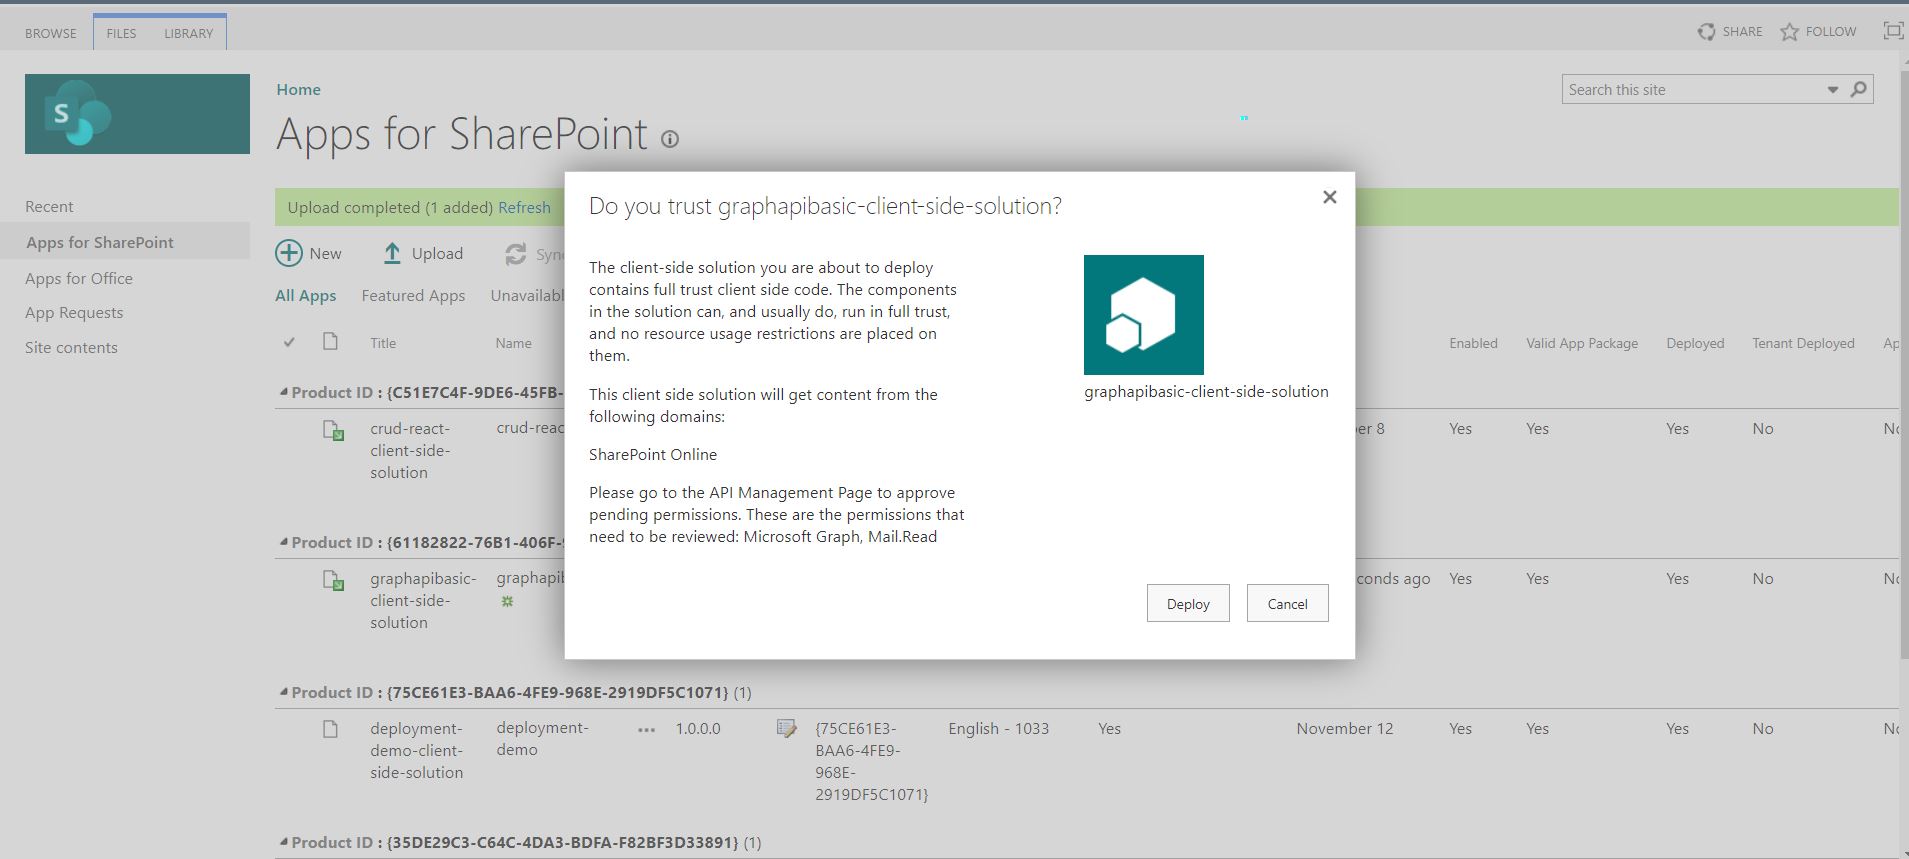 BROWSE FILES LIBRARY SHARE FOLLOW
S
Home
Search this site
Apps for SharePoint
Recent
Apps for SharePoint
Apps for Office
App Requests
Site contents
Upload completed (1 added) Refresh
New Upload Sync
All Apps Featured Apps
Title Name Enabled Valid App Package Deployed Tenant Deployed
Product ID : {C51E7C4F-9DE6-45FB-
crud-react-
client-side-
solution
crud-reac
er 8 Yes Yes Yes No
Product ID : {61182822-76B1-406F-
graphapibasic-
client-side-
solution
graphapi
conds ago Yes Yes Yes No
Product ID : {75CE61E3-BAA6-4FE9-968E-2919DF5C1071} (1)
deployment-
demo-client-
side-solution
deployment-
demo
... 1.0.0.0
{75CE61E3-
BAA6-4FE9-
968E-
2919DF5C1071}
English - 1033 Yes November 12 Yes Yes Yes No
Product ID : {35DE29C3-C64C-4DA3-BDFA-F82BF3D33891} (1)
Do you trust graphapibasic-client-side-solution?
The client-side solution you are about to deploy
contains full trust client side code. The components
in the solution can, and usually do, run in full trust,
and no resource usage restrictions are placed on
them.
This client side solution will get content from the
following domains:
SharePoint Online
Please go to the API Management Page to approve
pending permissions. These are the permissions that
need to be reviewed: Microsoft Graph, Mail.Read
graphapibasic-client-side-solution
Deploy Cancel